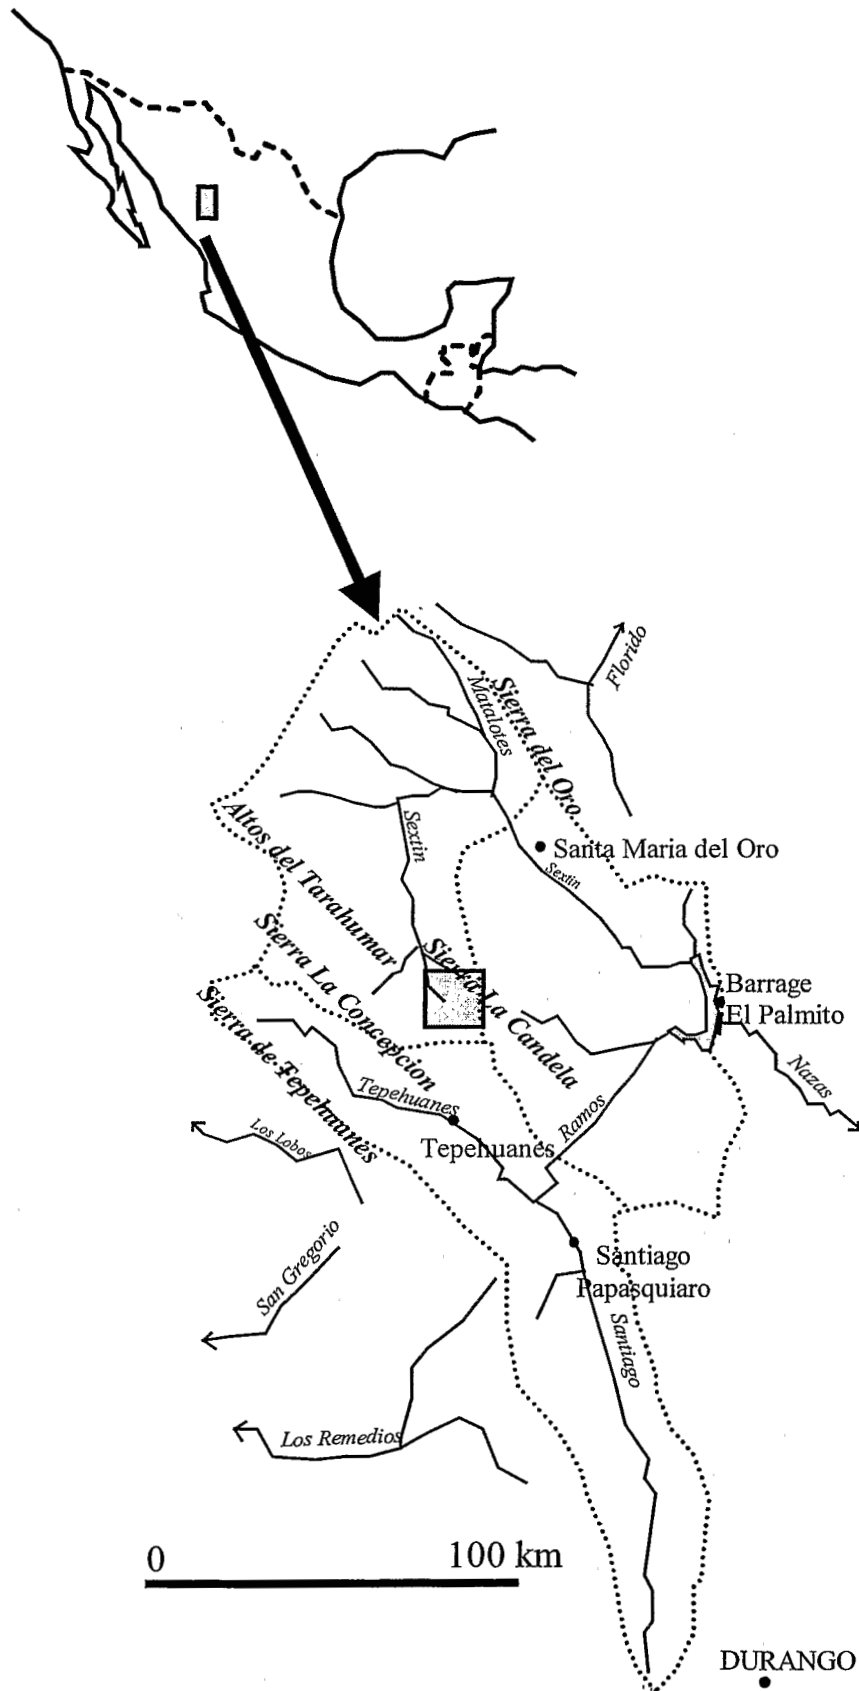 Florido
Matalotes
Sierra del Oro
Altos del Tarahumar
Sextin
Santa Maria del Oro
Sextin
Sierra La Concepcion
Sierra La Candela
Sierra de Tepehuanes
Barrage
El Palmito
Nazas
Tepehuanes
Ramos
Los Lobos
Tepehuanes
San Gregorio
Santiago
Papasquiaro
Santiago
Los Remedios
0
100 km
DURANGO